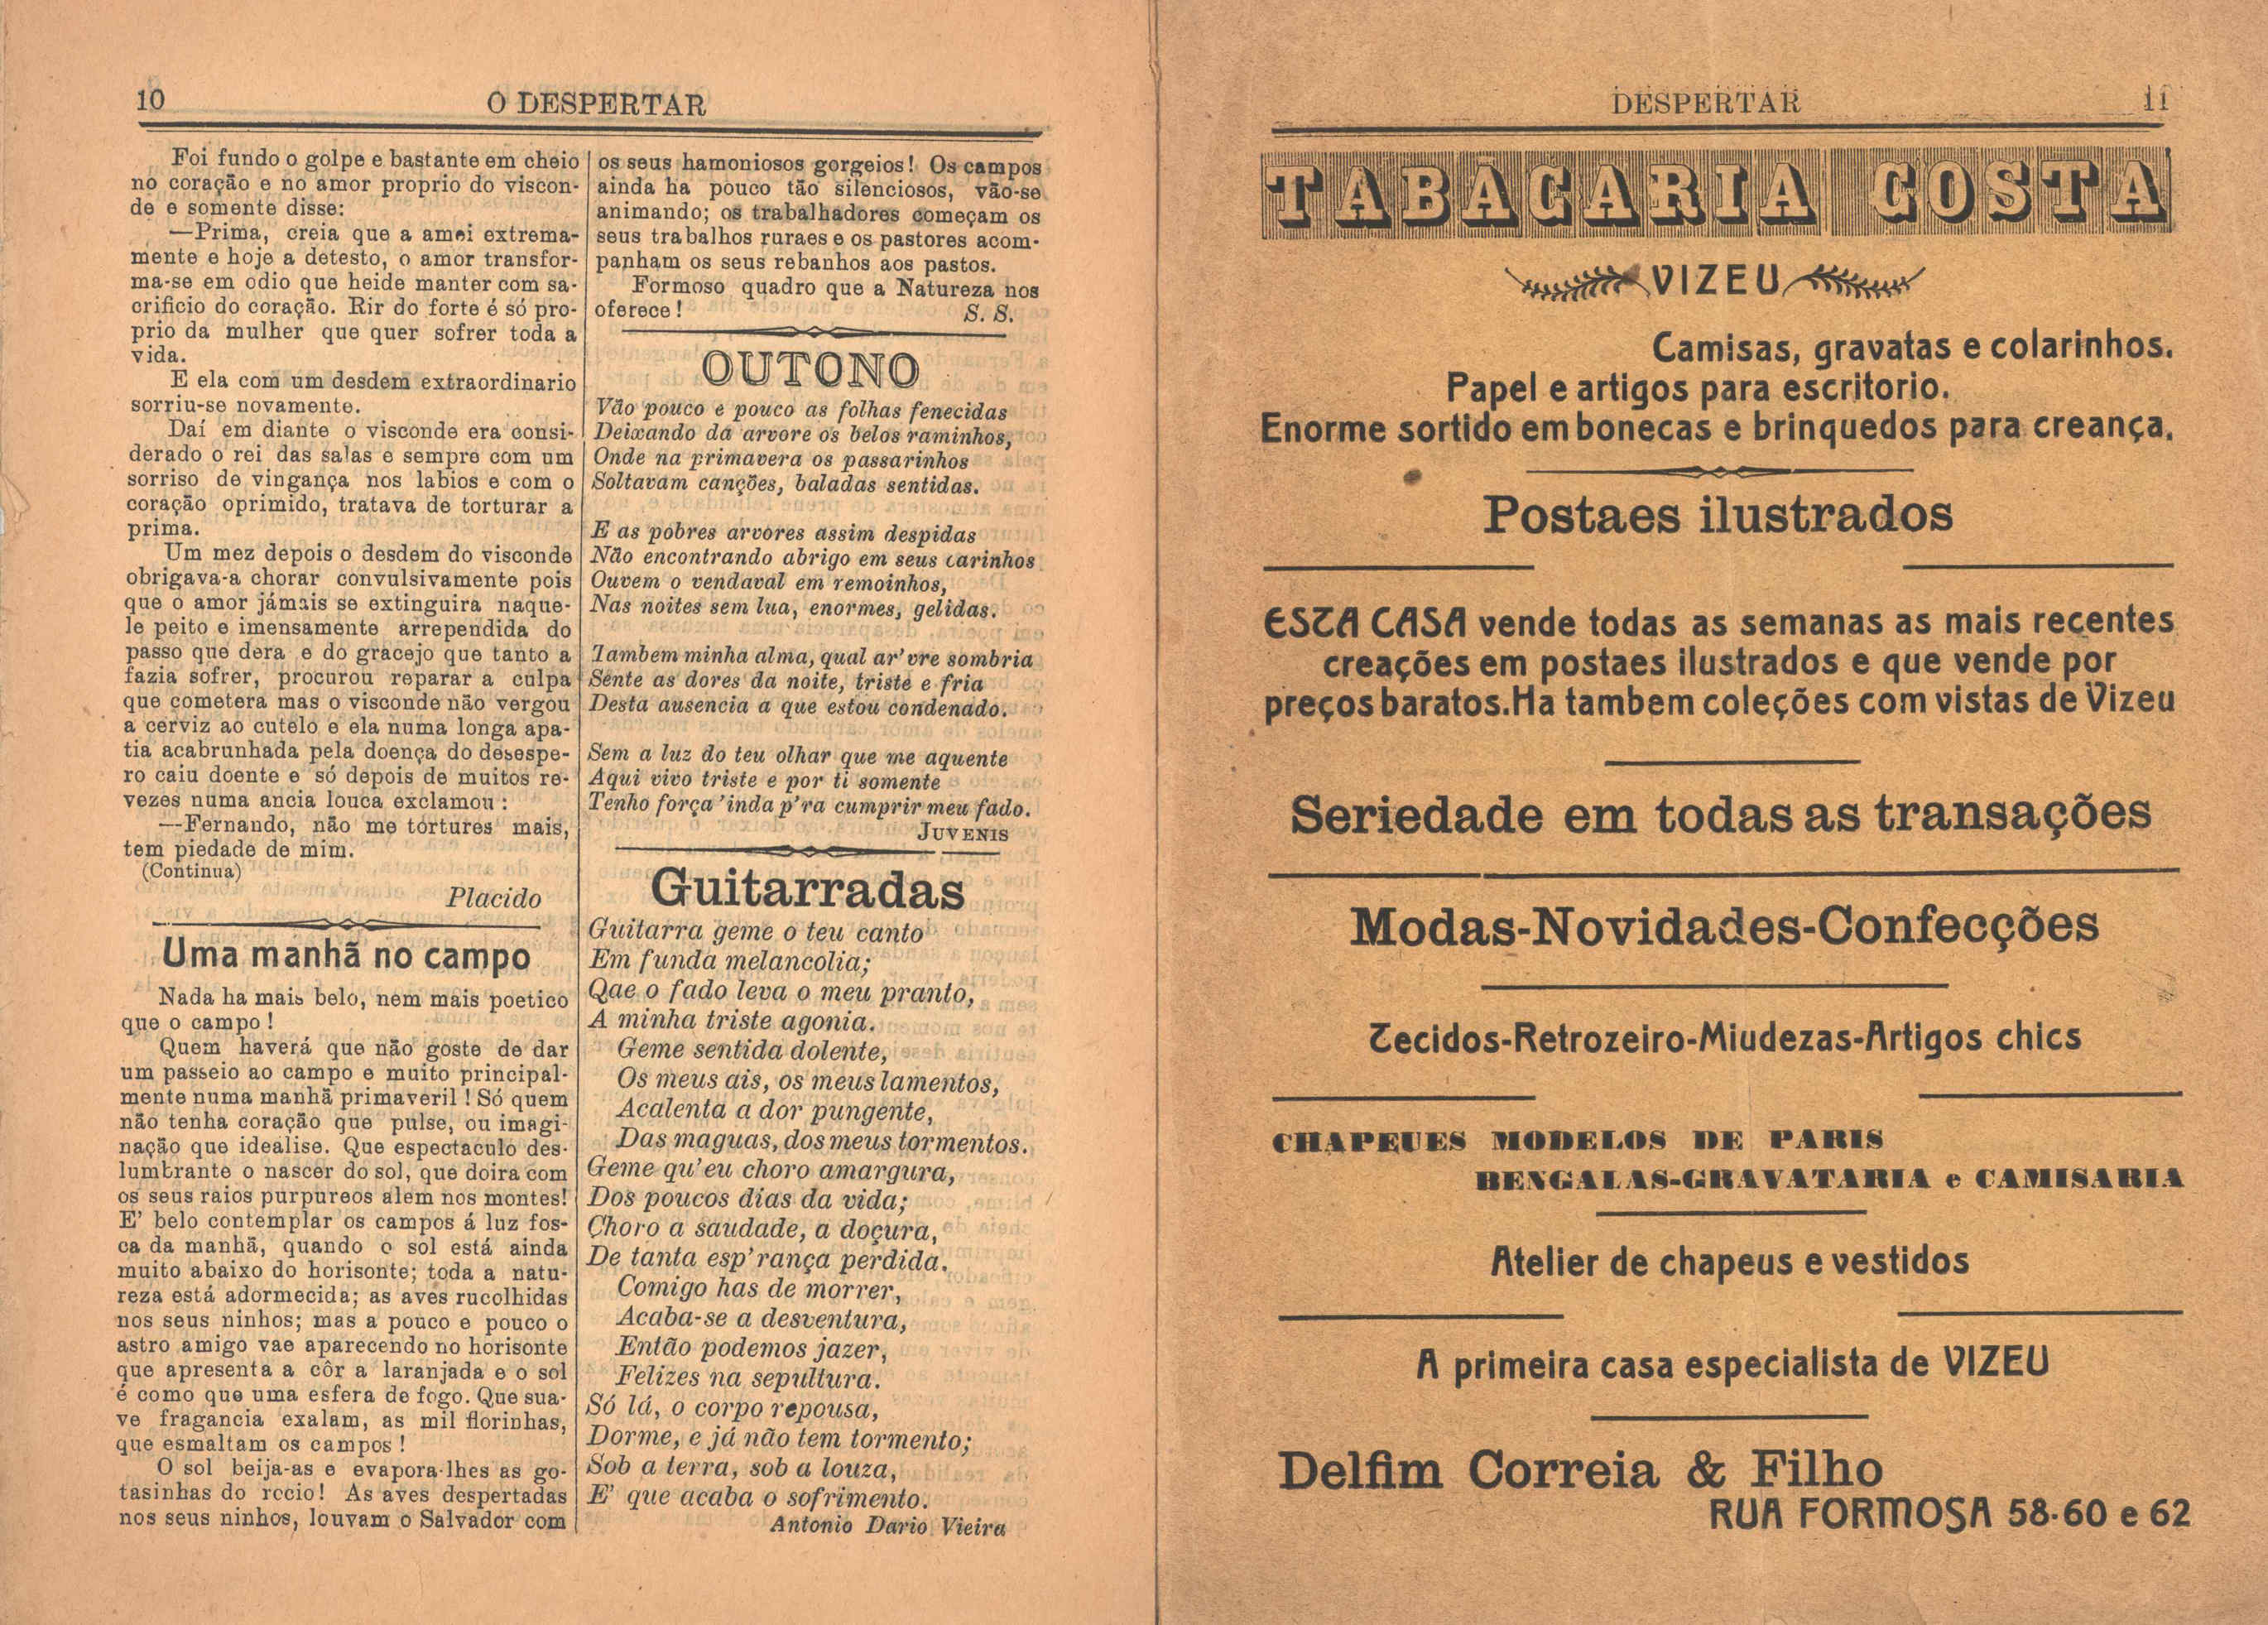 10
O DESPERTAR
Foi fundo o golpe e bastante em cheio
no coração e no amor proprio do viscon-
de e somente disse:
—Prima, creia que a amei extrema-
mente e hoje a detesto, o amor transfor-
ma-se em odio que heide manter com sa-
crificio do coração. Rir do forte é só pro-
prio da mulher que quer sofrer toda a
vida.
E ela com um desdem extraordinario
sorriu-se novamente.
Daí em diante o visconde era consi-
derado o rei das salas e sempre com um
sorriso de vingança nos labios e com o
coração oprimido, tratava de torturar a
prima.
Um mez depois o desdem do visconde
obrigava-a chorar convulsivamente pois
que o amor jámais se extinguira naque-
le peito e imensamente arrependida do
passo que dera e do gracejo que tanto a
fazia sofrer, procurou reparar a culpa
que cometera mas o visconde não vergou
a cerviz ao cutelo e ela numa longa apa-
tia acabrunhada pela doença do desespe-
ro caiu doente e só depois de muitos re-
vezes numa ancia louca exclamou :
—Fernando, não me tortures mais,
tem piedade de mim.
(Continua)
Placido
Uma manhã no campo
Nada ha mais belo, nem mais poetico
que o campo !
Quem haverá que não goste de dar
um passeio ao campo e muito principal-
mente numa manhã primaveril ! Só quem
não tenha coração que pulse, ou imagi-
nação que idealise. Que espectaculo des-
lumbrante o nascer do sol, que doira com
os seus raios purpureos alem nos montes!
E' belo contemplar os campos á luz fos-
ca da manhã, quando o sol está ainda
muito abaixo do horisonte; toda a natu-
reza está adormecida; as aves rucolhidas
nos seus ninhos; mas a pouco e pouco o
astro amigo vae aparecendo no horisonte
que apresenta a côr a laranjada e o sol
é como que uma esfera de fogo. Que sua-
ve fragancia exalam, as mil florinhas,
que esmaltam os campos !
O sol beija-as e evapora-lhes as go-
tasinhas do rocio! As aves despertadas
nos seus ninhos, louvam o Salvador com
os seus hamoniosos gorgeios! Os campos
ainda ha pouco tão silenciosos, vão-se
animando; os trabalhadores começam os
seus trabalhos ruraes e os pastores acom-
panham os seus rebanhos aos pastos.
Formoso quadro que a Natureza nos
oferece !
S. S.
OUTONO
Vão pouco e pouco as folhas fenecidas
Deixando da arvore os belos raminhos,
Onde na primavera os passarinhos
Soltavam canções, baladas sentidas.
E as pobres arvores assim despidas
Não encontrando abrigo em seus carinhos
Ouvem o vendaval em remoinhos,
Nas noites sem lua, enormes, gelidas.
Tambem minha alma, qual ar'vre sombria
Sente as dores da noite, triste e fria
Desta ausencia a que estou condenado.
Sem a luz do teu olhar que me aquente
Aqui vivo triste e por ti somente
Tenho força 'inda p'ra cumprir meu fado.
JUVENIS
Guitarradas
Guitarra geme o teu canto
Em funda melancolia;
Qae o fado leva o meu pranto,
A minha triste agonia.
Geme sentida dolente,
Os meus ais, os meus lamentos,
Acalenta a dor pungente,
Das maguas, dos meus tormentos.
Geme qu'eu choro amargura,
Dos poucos dias da vida;
Choro a saudade, a doçura,
De tanta esp'rança perdida.
Comigo has de morrer,
Acaba-se a desventura,
Então podemos jazer,
Felizes na sepultura.
Só lá, o corpo repousa,
Dorme, e já não tem tormento;
Sob a terra, sob a louza,
E' que acaba o sofrimento.
Antonio Dario Vieira
DESPERTAR
11
TABACARIA COSTA
VIZEU
Camisas, gravatas e colarinhos.
Papel e artigos para escritorio.
Enorme sortido em bonecas e brinquedos para creança.
Postaes ilustrados
ESTA CASA vende todas as semanas as mais recentes
creações em postaes ilustrados e que vende por
preços baratos.Ha tambem coleções com vistas de Vizeu
Seriedade em todas as transações
Modas-Novidades-Confecções
Tecidos-Retrozeiro-Miudezas-Artigos chics
CHAPEUES MODELOS DE PARIS
BENGALAS-GRAVATARIA e CAMISARIA
Atelier de chapeus e vestidos
A primeira casa especialista de VIZEU
Delfim Correia & Filho
RUA FORMOSA 58-60 e 62